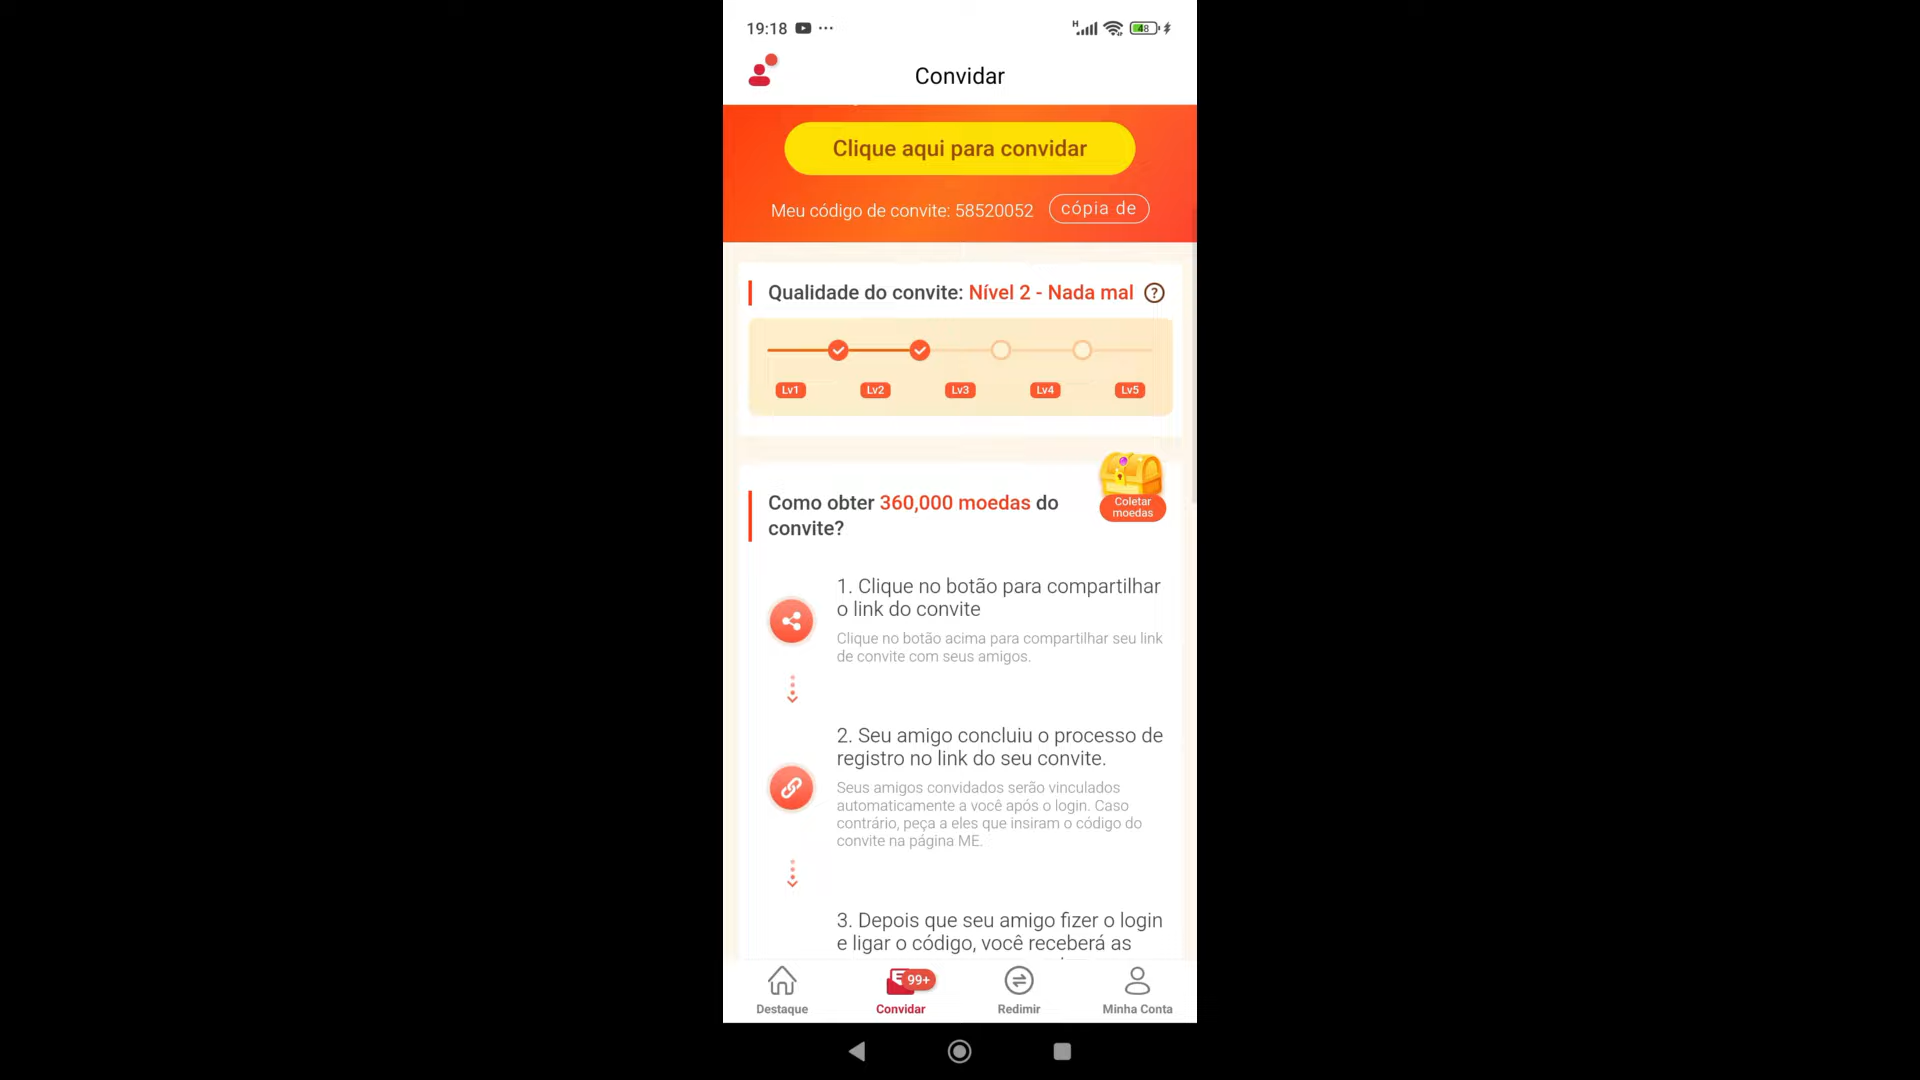 19:18
H
48
Convidar
Clique aqui para convidar
Meu código de convite: 58520052
cópia de
Qualidade do convite: Nível 2 - Nada mal
?
Lv1
Lv2
Lv3
Lv4
Lv5
Como obter 360,000 moedas do
convite?
Coletar
moedas
1. Clique no botão para compartilhar
o link do convite
Clique no botão acima para compartilhar seu link
de convite com seus amigos.
2. Seu amigo concluiu o processo de
registro no link do seu convite.
Seus amigos convidados serão vinculados
automaticamente a você após o login. Caso
contrário, peça a eles que insiram o código do
convite na página ME.
3. Depois que seu amigo fizer o login
e ligar o código, você receberá as
99+
Destaque
Convidar
Redimir
Minha Conta